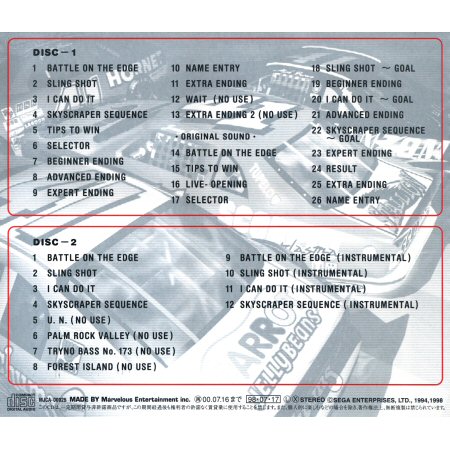 DISC-1
1 BATTLE ON THE EDGE
2 SLING SHOT
3 I CAN DO IT
4 SKYSCRAPER SEQUENCE
5 TIPS TO WIN
6 SELECTOR
7 BEGINNER ENDING
8 ADVANCED ENDING
9 EXPERT ENDING
10 NAME ENTRY
11 EXTRA ENDING
12 WAIT (NO USE)
13 EXTRA ENDING 2 (NO USE)
・ORIGINAL SOUND・
14 BATTLE ON THE EDGE
15 TIPS TO WIN
16 LIVE- OPENING
17 SELECTOR
18 SLING SHOT ～ GOAL
19 BEGINNER ENDING
20 I CAN DO IT ～ GOAL
21 ADVANCED ENDING
22 SKYSCRAPER SEQUENCE
～ GOAL
23 EXPERT ENDING
24 RESULT
25 EXTRA ENDING
26 NAME ENTRY
DISC-2
1 BATTLE ON THE EDGE
2 SLING SHOT
3 I CAN DO IT
4 SKYSCRAPER SEQUENCE
5 U. N. (NO USE)
6 PALM ROCK VALLEY (NO USE)
7 TRYNO BASS No. 173 (NO USE)
8 FOREST ISLAND (NO USE)
9 BATTLE ON THE EDGE (INSTRUMENTAL)
10 SLING SHOT (INSTRUMENTAL)
11 I CAN DO IT (INSTRUMENTAL)
12 SKYSCRAPER SEQUENCE (INSTRUMENTAL)
HORNET
ARRO
JELLY BEANS
COMPACT disc DIGITAL AUDIO
MADE BY Marvelous Entertainment inc. 00.07.16まで 98・07・17 STEREO ©SEGA ENTERPRISES, LTD., 1994,1998